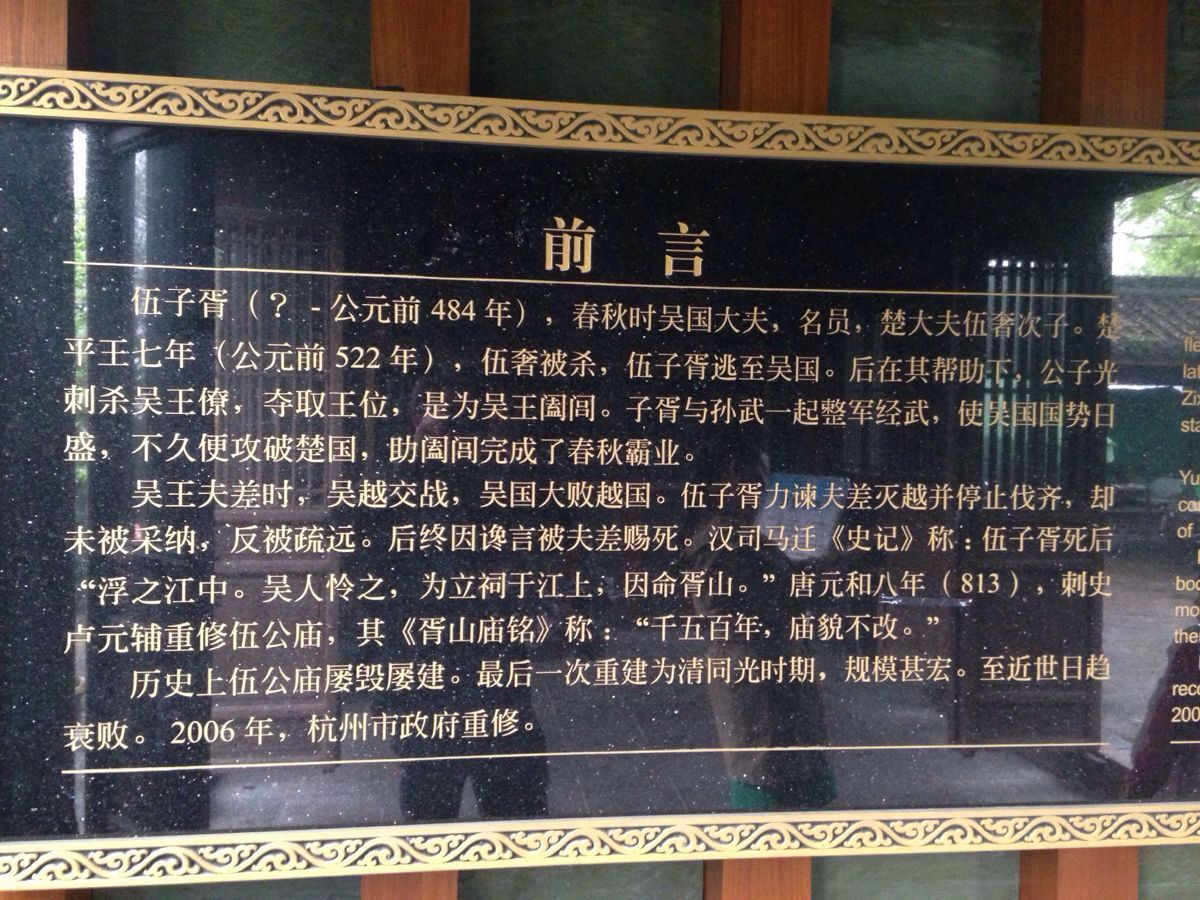 前言
伍子胥（？ - 公元前 484 年），春秋时吴国大夫，名员，楚大夫伍奢次子。楚
平王七年（公元前 522 年），伍奢被杀，伍子胥逃至吴国。后在其帮助下，公子光
刺杀吴王僚，夺取王位，是为吴王阖闾。子胥与孙武一起整军经武，使吴国国势日
盛，不久便攻破楚国，助阖闾完成了春秋霸业。
吴王夫差时，吴越交战，吴国大败越国。伍子胥力谏夫差灭越并停止伐齐，却
未被采纳，反被疏远。后终因谗言被夫差赐死。汉司马迁《史记》称：伍子胥死后
“浮之江中。吴人怜之，为立祠于江上，因命胥山。”唐元和八年（813），刺史
卢元辅重修伍公庙，其《胥山庙铭》称：“千五百年，庙貌不改。”
历史上伍公庙屡毁屡建。最后一次重建为清同光时期，规模甚宏。至近世日趋
衰败。 2006 年，杭州市政府重修。
fle
lat
Zi
sta
Yu
co
of
boo
mo
the
reco
200